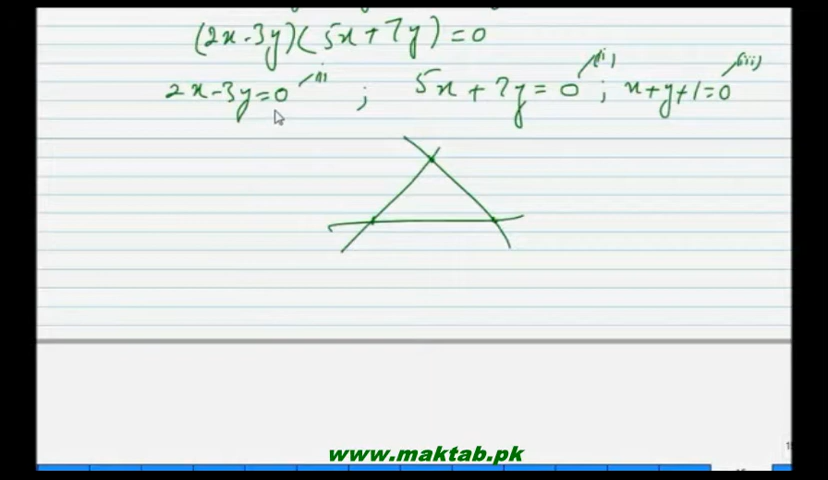 (2x-3y)(5x+7y)=0
2x-3y=0 (i) ; 5x+7y=0 (ii) ; x+y+1=0 (iii)
www.maktab.pk